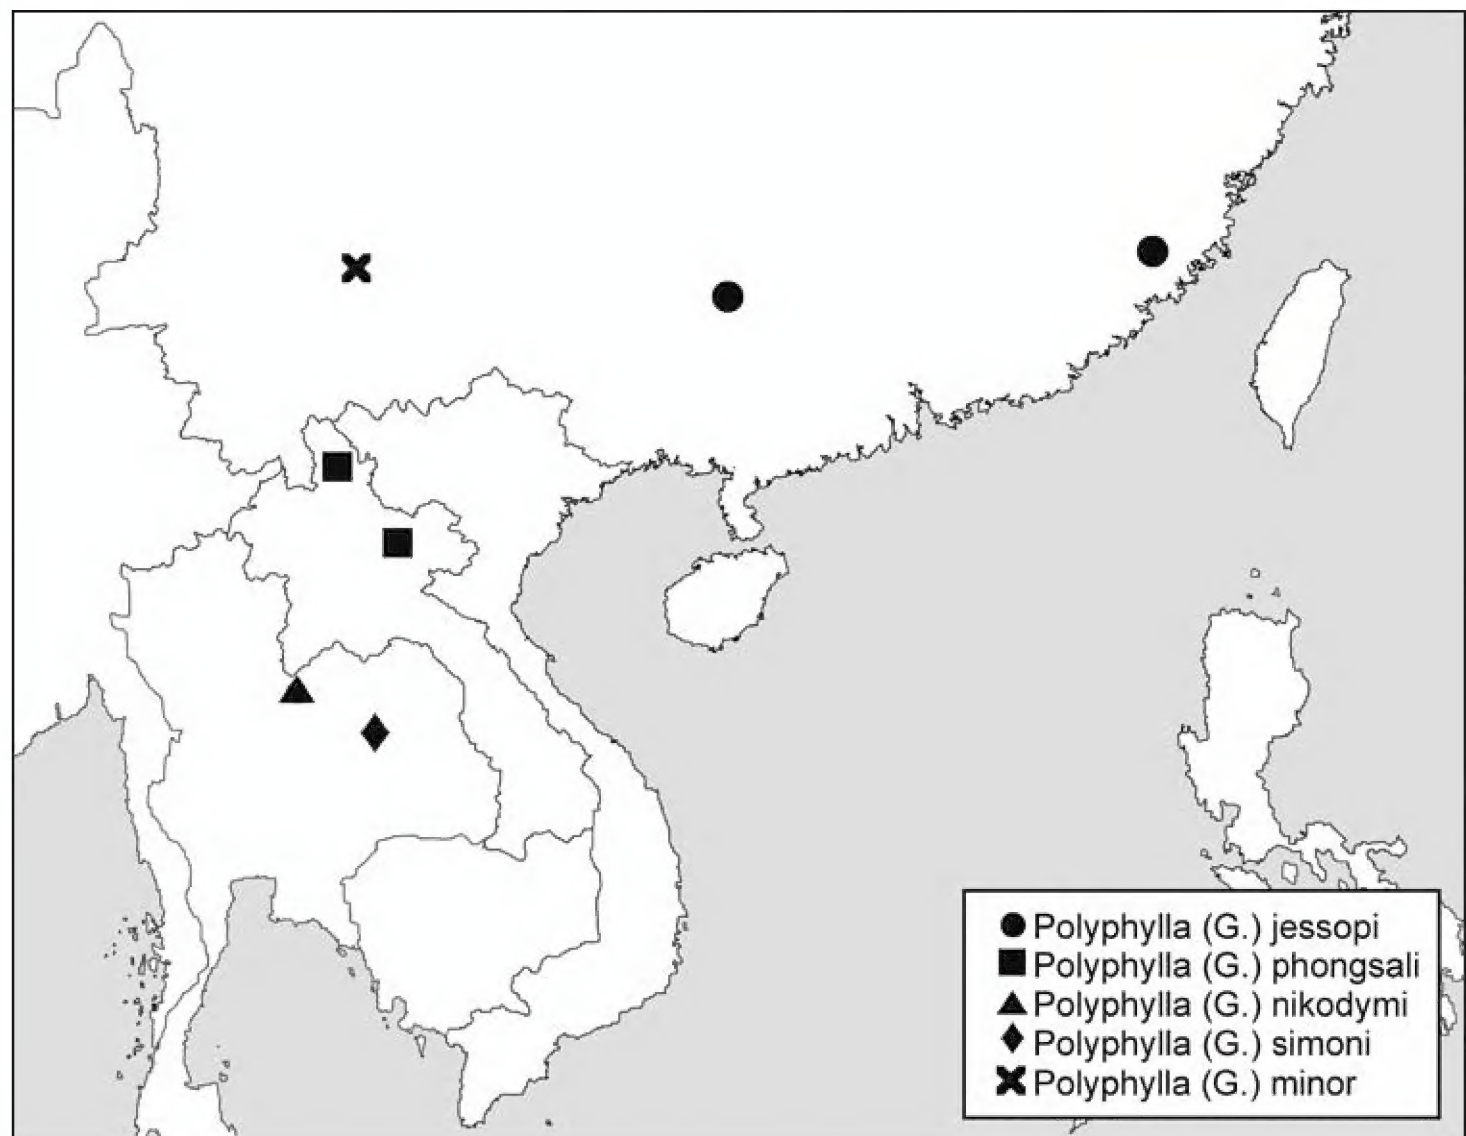 Polyphylla (G.) jessopi
Polyphylla (G.) phongsali
Polyphylla (G.) nikodymi
Polyphylla (G.) simoni
Polyphylla (G.) minor